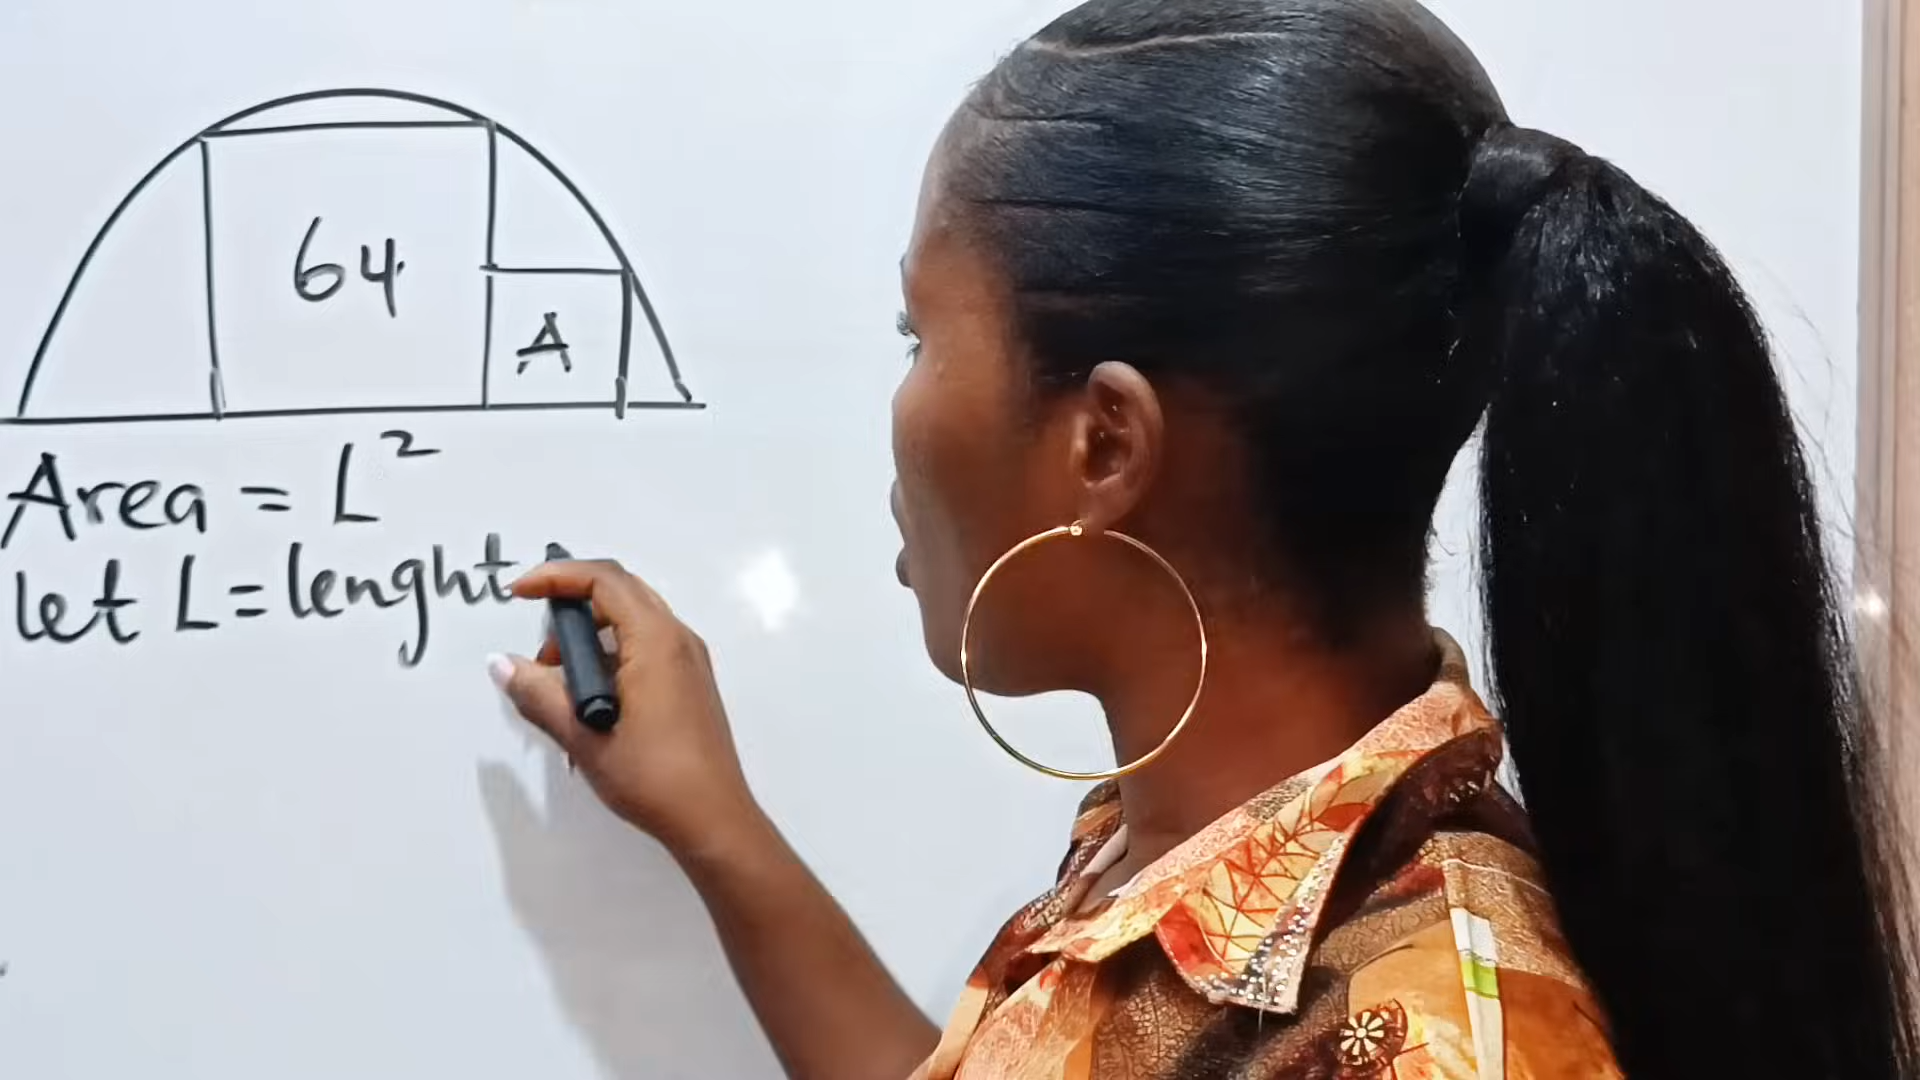 64
A
Area = L²
let L = lenght